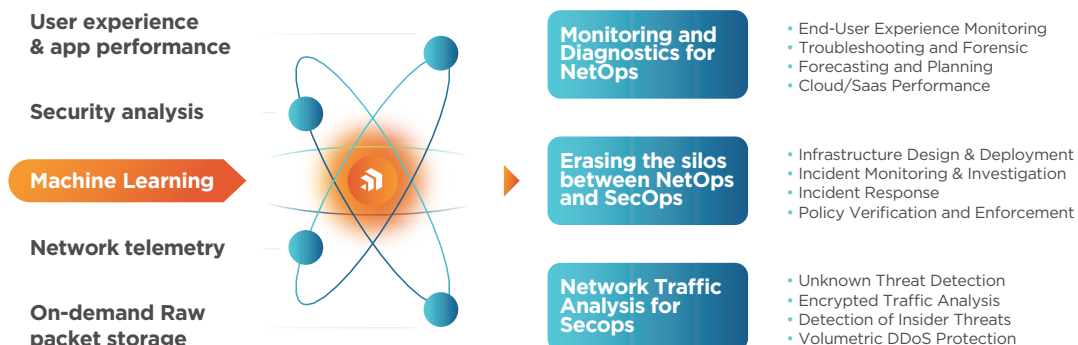 User experience
& app performance
Security analysis
Machine Learning
Network telemetry
On-demand Raw
packet storage
Monitoring and
Diagnostics for
NetOps
• End-User Experience Monitoring
• Troubleshooting and Forensic
• Forecasting and Planning
• Cloud/SaaS Performance
Erasing the silos
between NetOps
and SecOps
• Infrastructure Design & Deployment
• Incident Monitoring & Investigation
• Incident Response
• Policy Verification and Enforcement
Network Traffic
Analysis for
Secops
• Unknown Threat Detection
• Encrypted Traffic Analysis
• Detection of Insider Threats
• Volumetric DDoS Protection